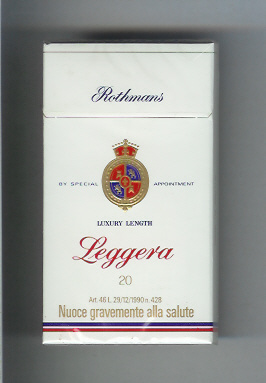 Rothmans
BY SPECIAL APPOINTMENT
LUXURY LENGTH
Leggera
20
Art. 46 L. 29/12/1990 n. 428
Nuoce gravemente alla salute